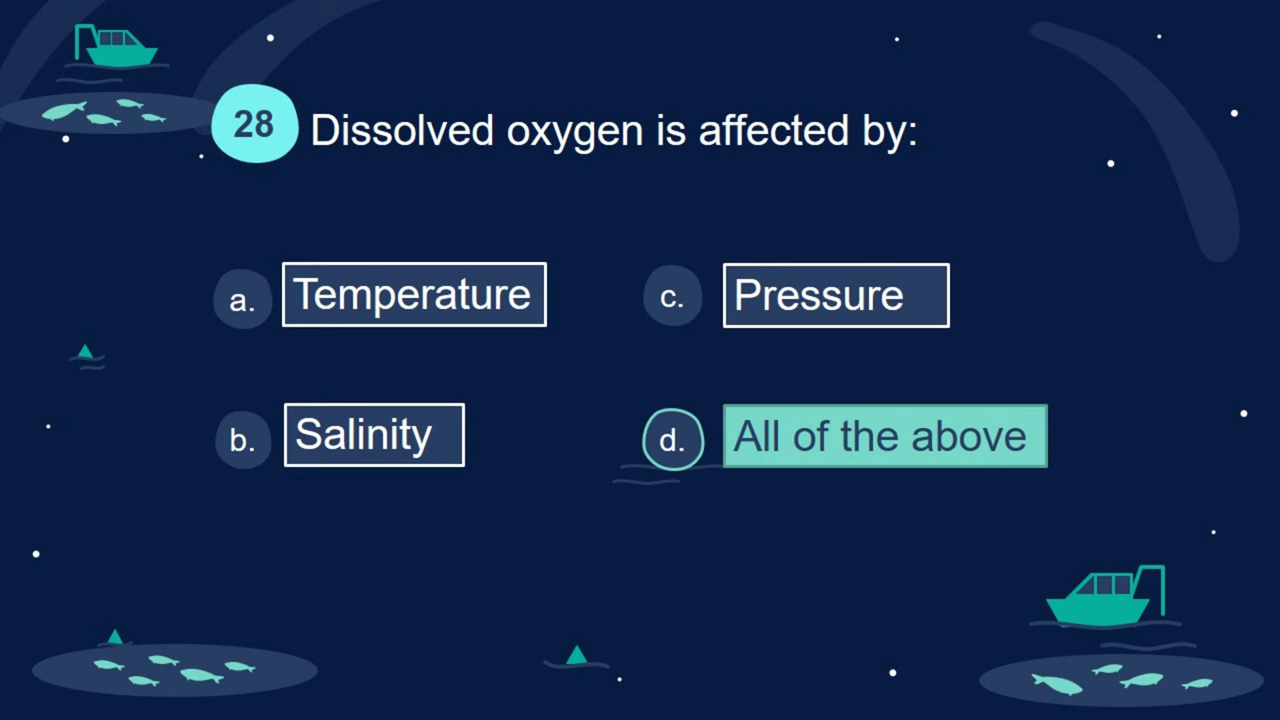 28 Dissolved oxygen is affected by:
a. Temperature
b. Salinity
c. Pressure
d. All of the above